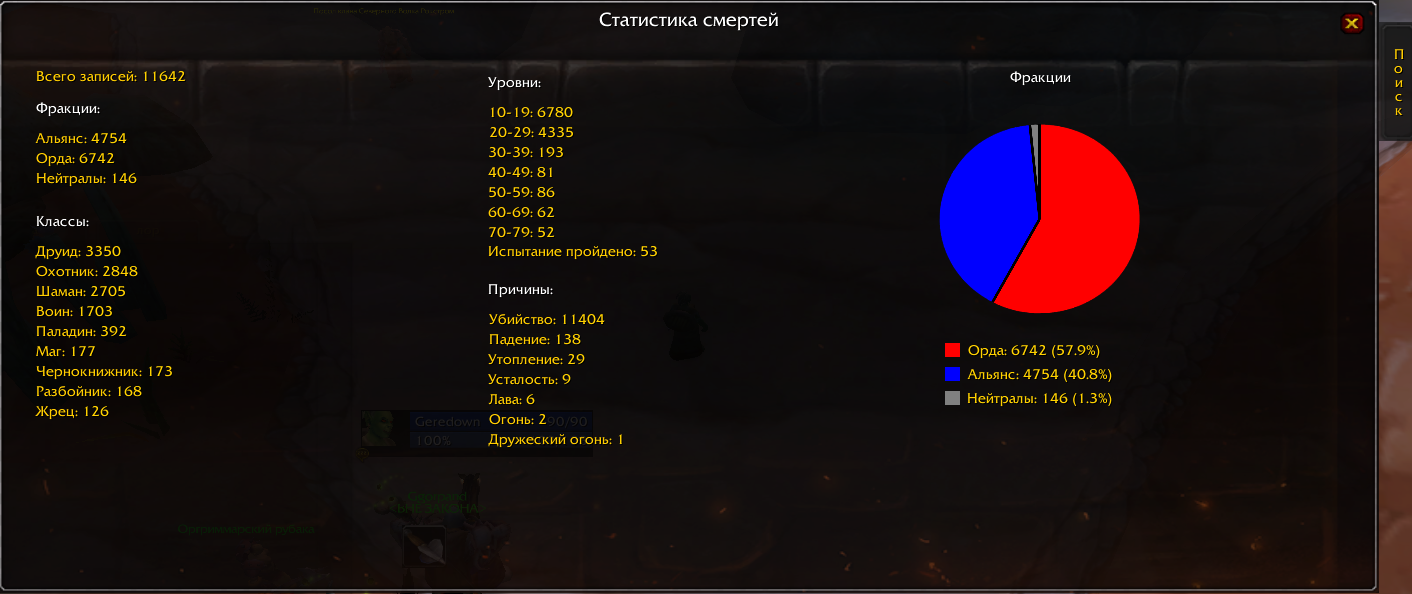 Статистика смертей
Всего записей: 11642
Фракции:
Альянс: 4754
Орда: 6742
Нейтралы: 146
Классы:
Друид: 3350
Охотник: 2848
Шаман: 2705
Воин: 1703
Паладин: 392
Маг: 177
Чернокнижник: 173
Разбойник: 168
Жрец: 126
Уровни:
10-19: 6780
20-29: 4335
30-39: 193
40-49: 81
50-59: 86
60-69: 62
70-79: 52
Испытание пройдено: 53
Причины:
Убийство: 11404
Падение: 138
Утопление: 29
Усталость: 9
Лава: 6
Огонь: 2
Дружеский огонь: 1
Geredown 90/90
100%
Фракции
Орда: 6742 (57.9%)
Альянс: 4754 (40.8%)
Нейтралы: 146 (1.3%)
Поиск